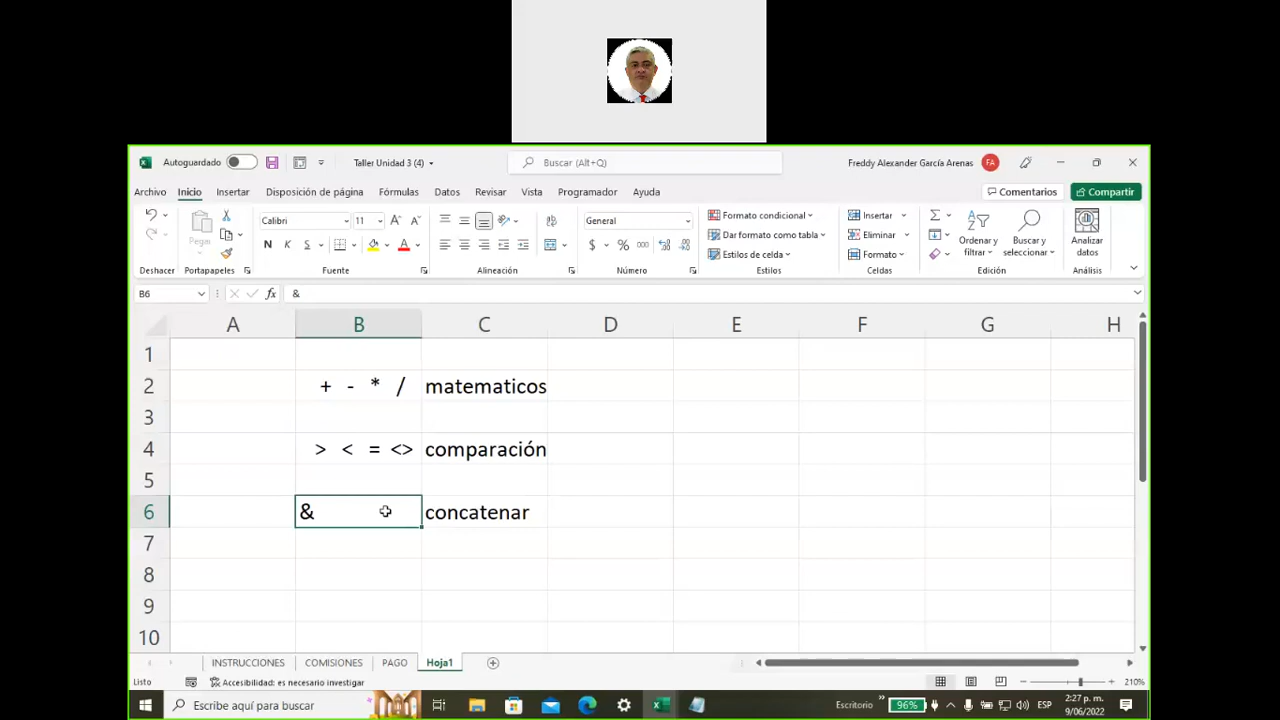 Autoguardado
Taller Unidad 3 (4)
Buscar (Alt+Q)
Freddy Alexander García Arenas
FA
Archivo Inicio Insertar Disposición de página Fórmulas Datos Revisar Vista Programador Ayuda
Comentarios Compartir
Pegar
Calibri 11 A A
General
Formato condicional
Dar formato como tabla
Estilos de celda
Insertar
Eliminar
Formato
Ordenar y filtrar
Buscar y seleccionar
Analizar datos
N K S
$ % 000
Deshacer Portapapeles Fuente Alineación Número Estilos Celdas Edición Análisis
B6 fx &
A B C D E F G H
1
2 + - * / matematicos
3
4 > < = <> comparación
5
6 & concatenar
7
8
9
10
INSTRUCCIONES COMISIONES PAGO Hoja1
Listo Accesibilidad: es necesario investigar 210%
Escribe aquí para buscar
Escritorio 96% ESP 2:27 p. m.
9/06/2022